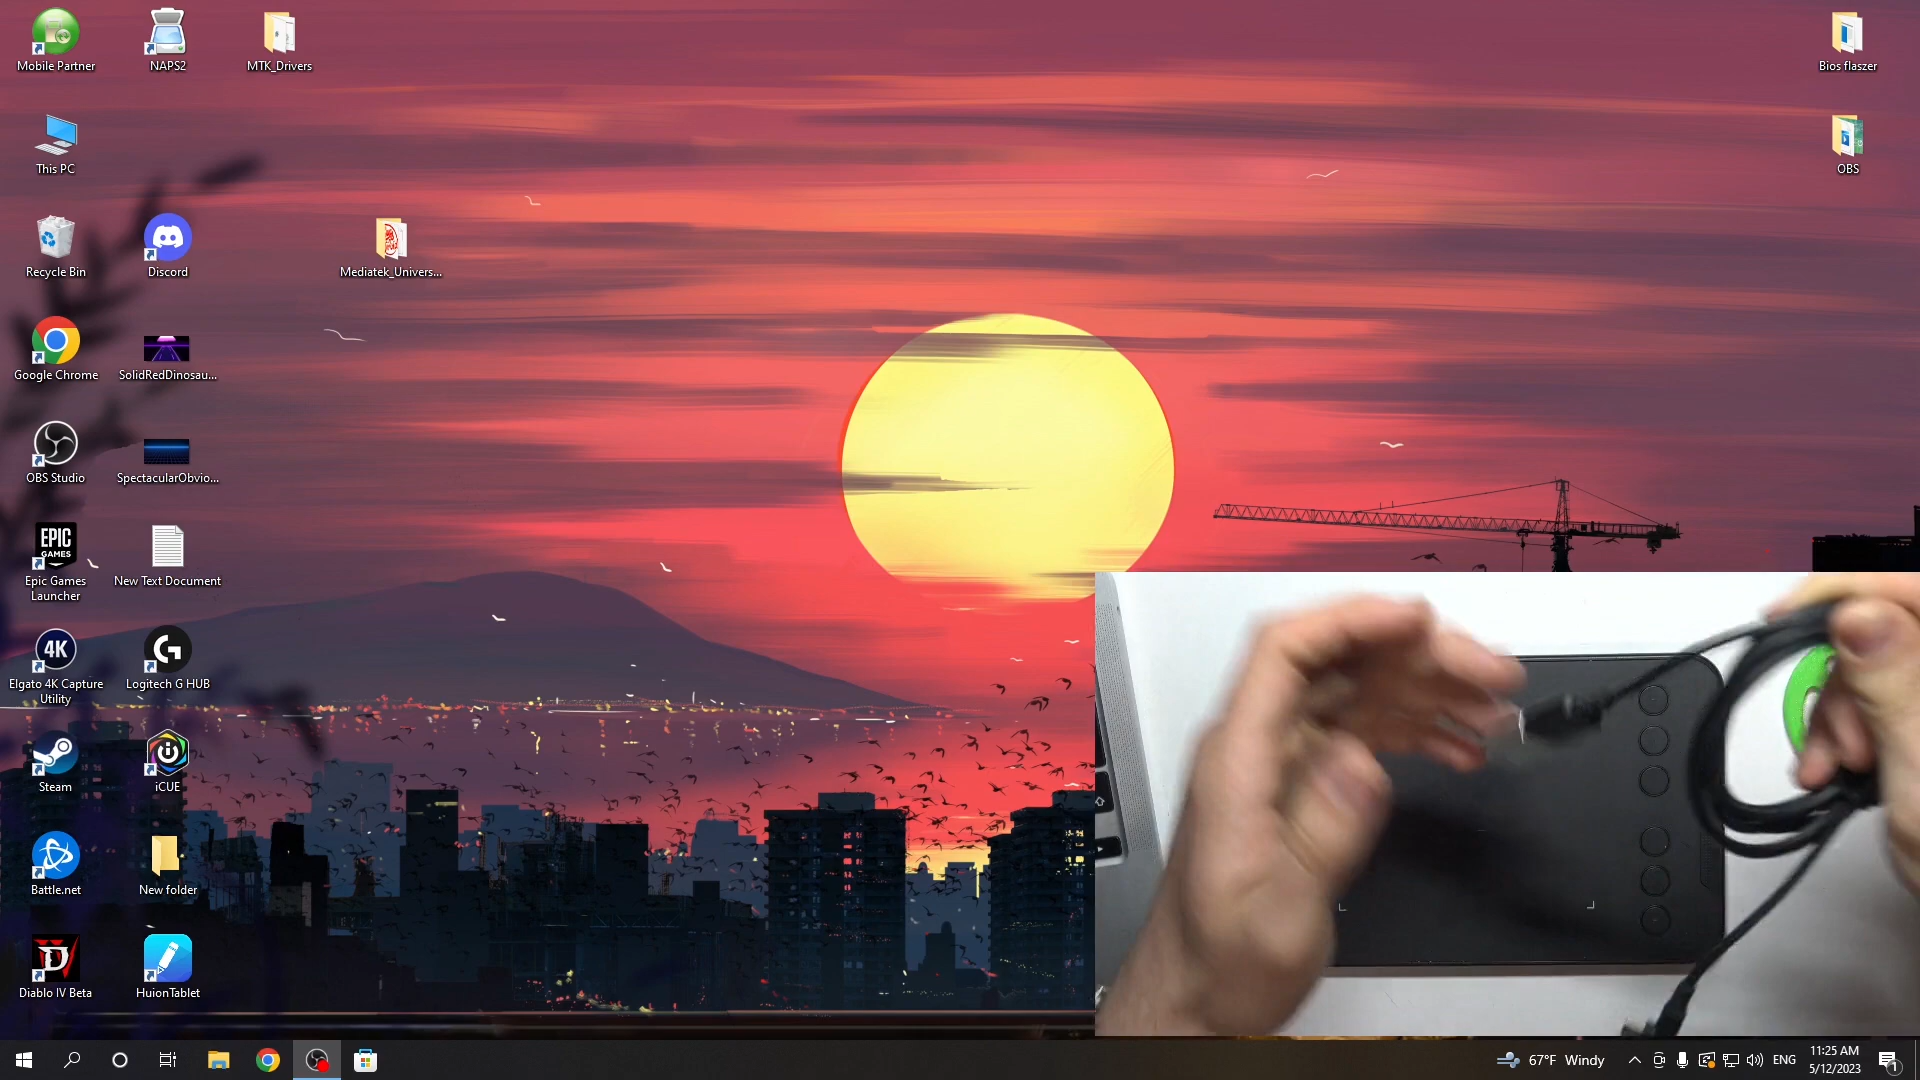 Mobile Partner
NAPS2
MTK_Drivers
Bios flaszer
This PC
OBS
Recycle Bin
Discord
Mediatek_Univers...
Google Chrome
SolidRedDinosau...
OBS Studio
SpectacularObvio...
EPIC
GAMES
Epic Games
Launcher
New Text Document
4K
Elgato 4K Capture
Utility
Logitech G HUB
Steam
iCUE
Battle.net
New folder
Diablo IV Beta
HuionTablet
67°F Windy
ENG
11:25 AM
5/12/2023
1